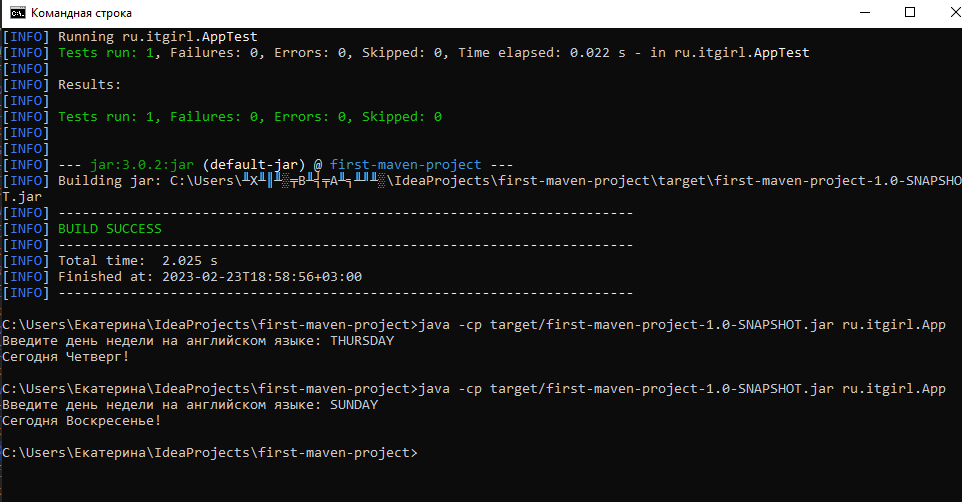 Командная строка
[INFO] Running ru.itgirl.AppTest
[INFO] Tests run: 1, Failures: 0, Errors: 0, Skipped: 0, Time elapsed: 0.022 s - in ru.itgirl.AppTest
[INFO]
[INFO] Results:
[INFO]
[INFO] Tests run: 1, Failures: 0, Errors: 0, Skipped: 0
[INFO]
[INFO]
[INFO] --- jar:3.0.2:jar (default-jar) @ first-maven-project ---
[INFO] Building jar: C:\Users\\IdeaProjects\first-maven-project\target\first-maven-project-1.0-SNAPSHO
T.jar
[INFO] ------------------------------------------------------------------------
[INFO] BUILD SUCCESS
[INFO] ------------------------------------------------------------------------
[INFO] Total time:  2.025 s
[INFO] Finished at: 2023-02-23T18:58:56+03:00
[INFO] ------------------------------------------------------------------------
C:\Users\Екатерина\IdeaProjects\first-maven-project>java -cp target/first-maven-project-1.0-SNAPSHOT.jar ru.itgirl.App
Введите день недели на английском языке: THURSDAY
Сегодня Четверг!
C:\Users\Екатерина\IdeaProjects\first-maven-project>java -cp target/first-maven-project-1.0-SNAPSHOT.jar ru.itgirl.App
Введите день недели на английском языке: SUNDAY
Сегодня Воскресенье!
C:\Users\Екатерина\IdeaProjects\first-maven-project>